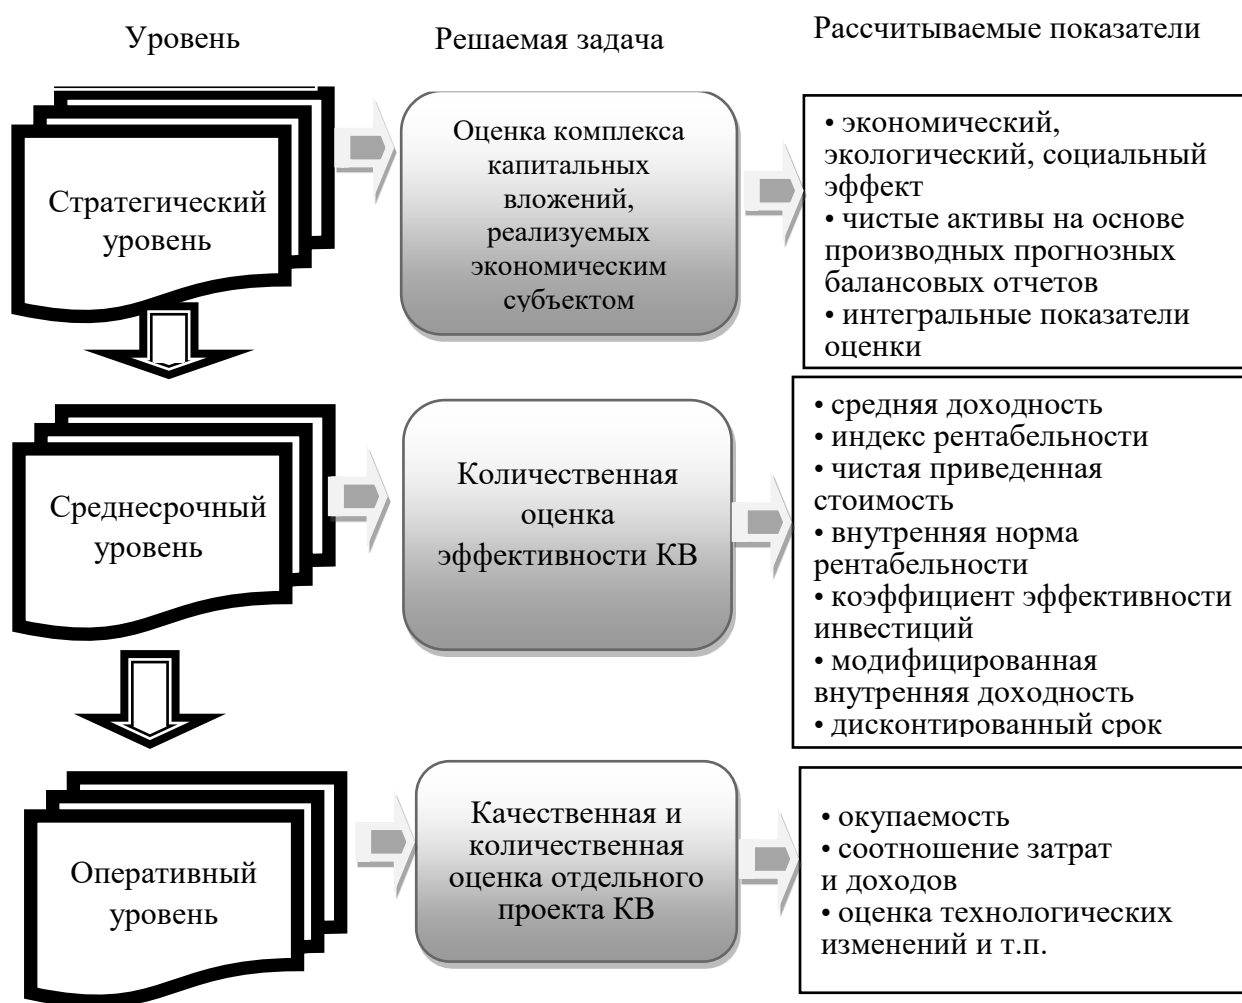 Уровень
Решаемая задача
Рассчитываемые показатели
Стратегический
уровень
Оценка комплекса
капитальных
вложений,
реализуемых
экономическим
субъектом
• экономический,
экологический, социальный
эффект
• чистые активы на основе
производных прогнозных
балансовых отчетов
• интегральные показатели
оценки
Среднесрочный
уровень
Количественная
оценка
эффективности КВ
• средняя доходность
• индекс рентабельности
• чистая приведенная
стоимость
• внутренняя норма
рентабельности
• коэффициент эффективности
инвестиций
• модифицированная
внутренняя доходность
• дисконтированный срок
Оперативный
уровень
Качественная и
количественная
оценка отдельного
проекта КВ
• окупаемость
• соотношение затрат
и доходов
• оценка технологических
изменений и т.п.